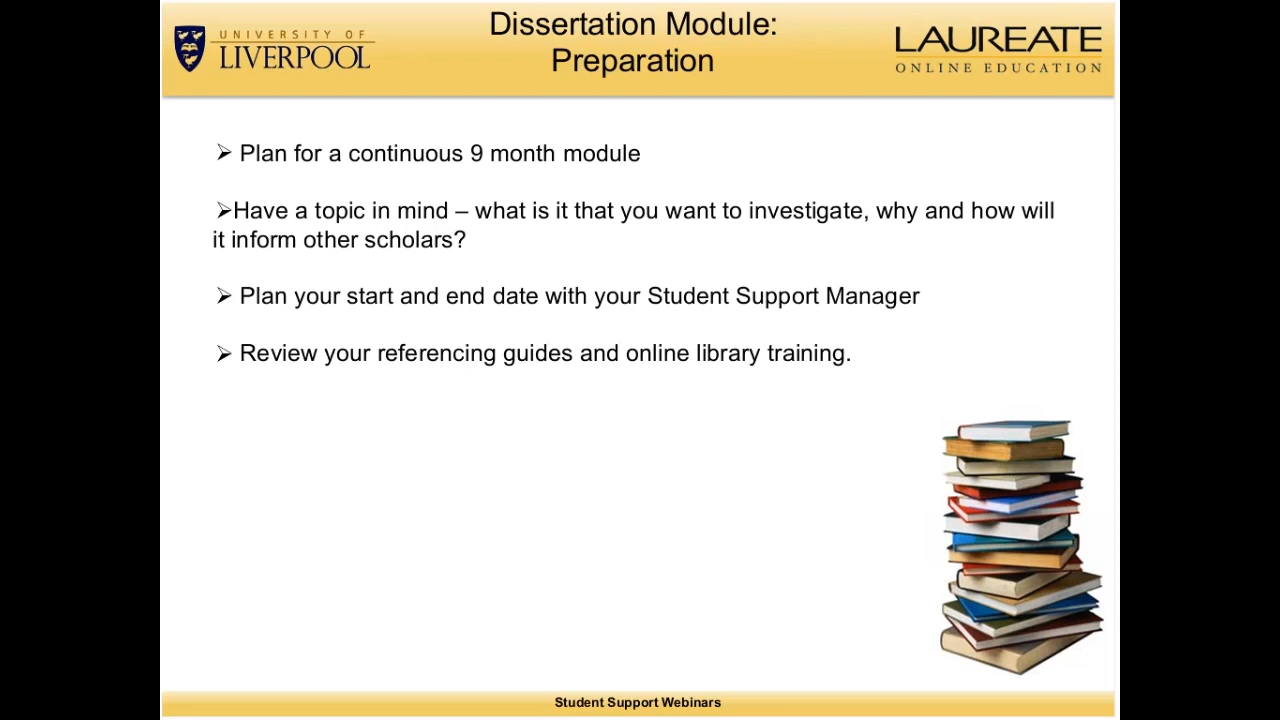 UNIVERSITY OF
LIVERPOOL
Dissertation Module:
Preparation
LAUREATE
ONLINE EDUCATION
➢ Plan for a continuous 9 month module
➢Have a topic in mind – what is it that you want to investigate, why and how will
it inform other scholars?
➢ Plan your start and end date with your Student Support Manager
➢ Review your referencing guides and online library training.
Student Support Webinars